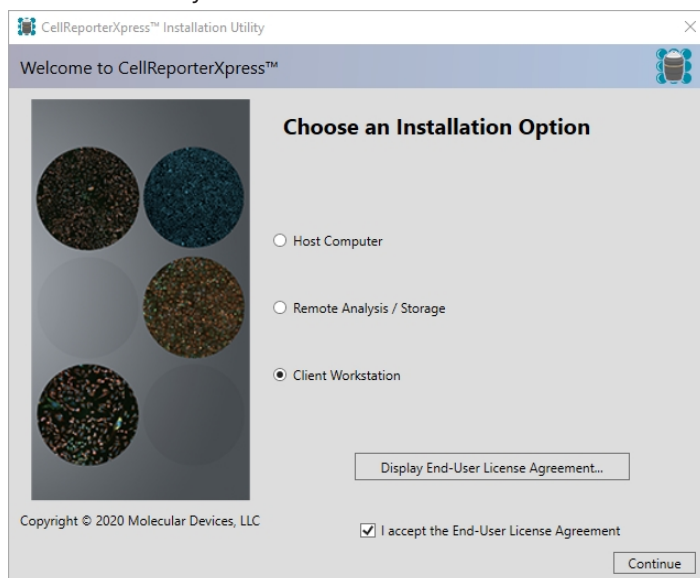 CellReporterXpress™ Installation Utility
Welcome to CellReporterXpress™
Choose an Installation Option
Host Computer
Remote Analysis / Storage
Client Workstation
Display End-User License Agreement...
Copyright © 2020 Molecular Devices, LLC
I accept the End-User License Agreement
Continue